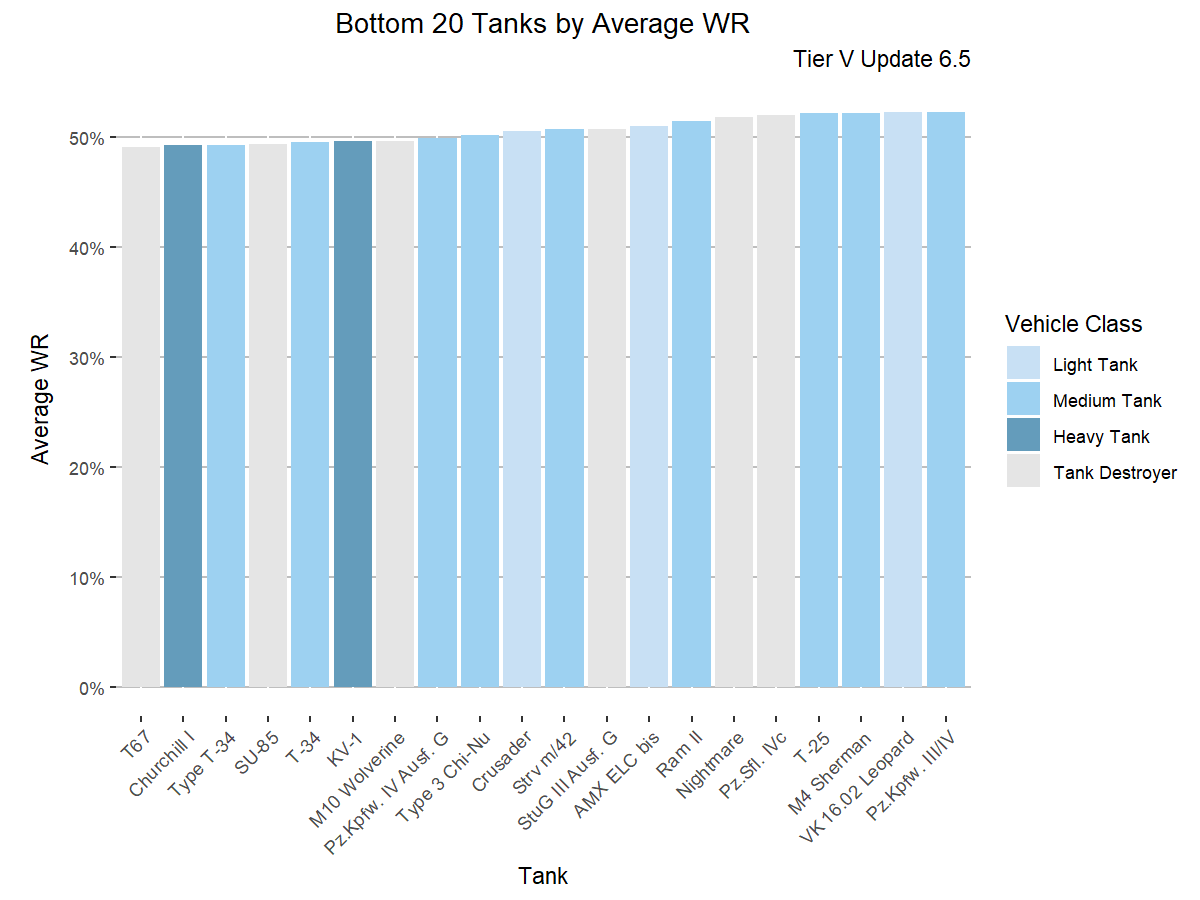 Bottom 20 Tanks by Average WR
Tier V Update 6.5
50%
40%
30%
20%
10%
0%
Average WR
T67
Churchill I
Type T-34
SU-85
T-34
KV-1
M10 Wolverine
Pz.Kpfw. IV Ausf. G
Type 3 Chi-Nu
Crusader
Strv m/42
StuG III Ausf. G
AMX ELC bis
Ram II
Nightmare
Pz.Sfl. IVc
T-25
M4 Sherman
VK 16.02 Leopard
Pz.Kpfw. III/IV
Tank
Vehicle Class
Light Tank
Medium Tank
Heavy Tank
Tank Destroyer